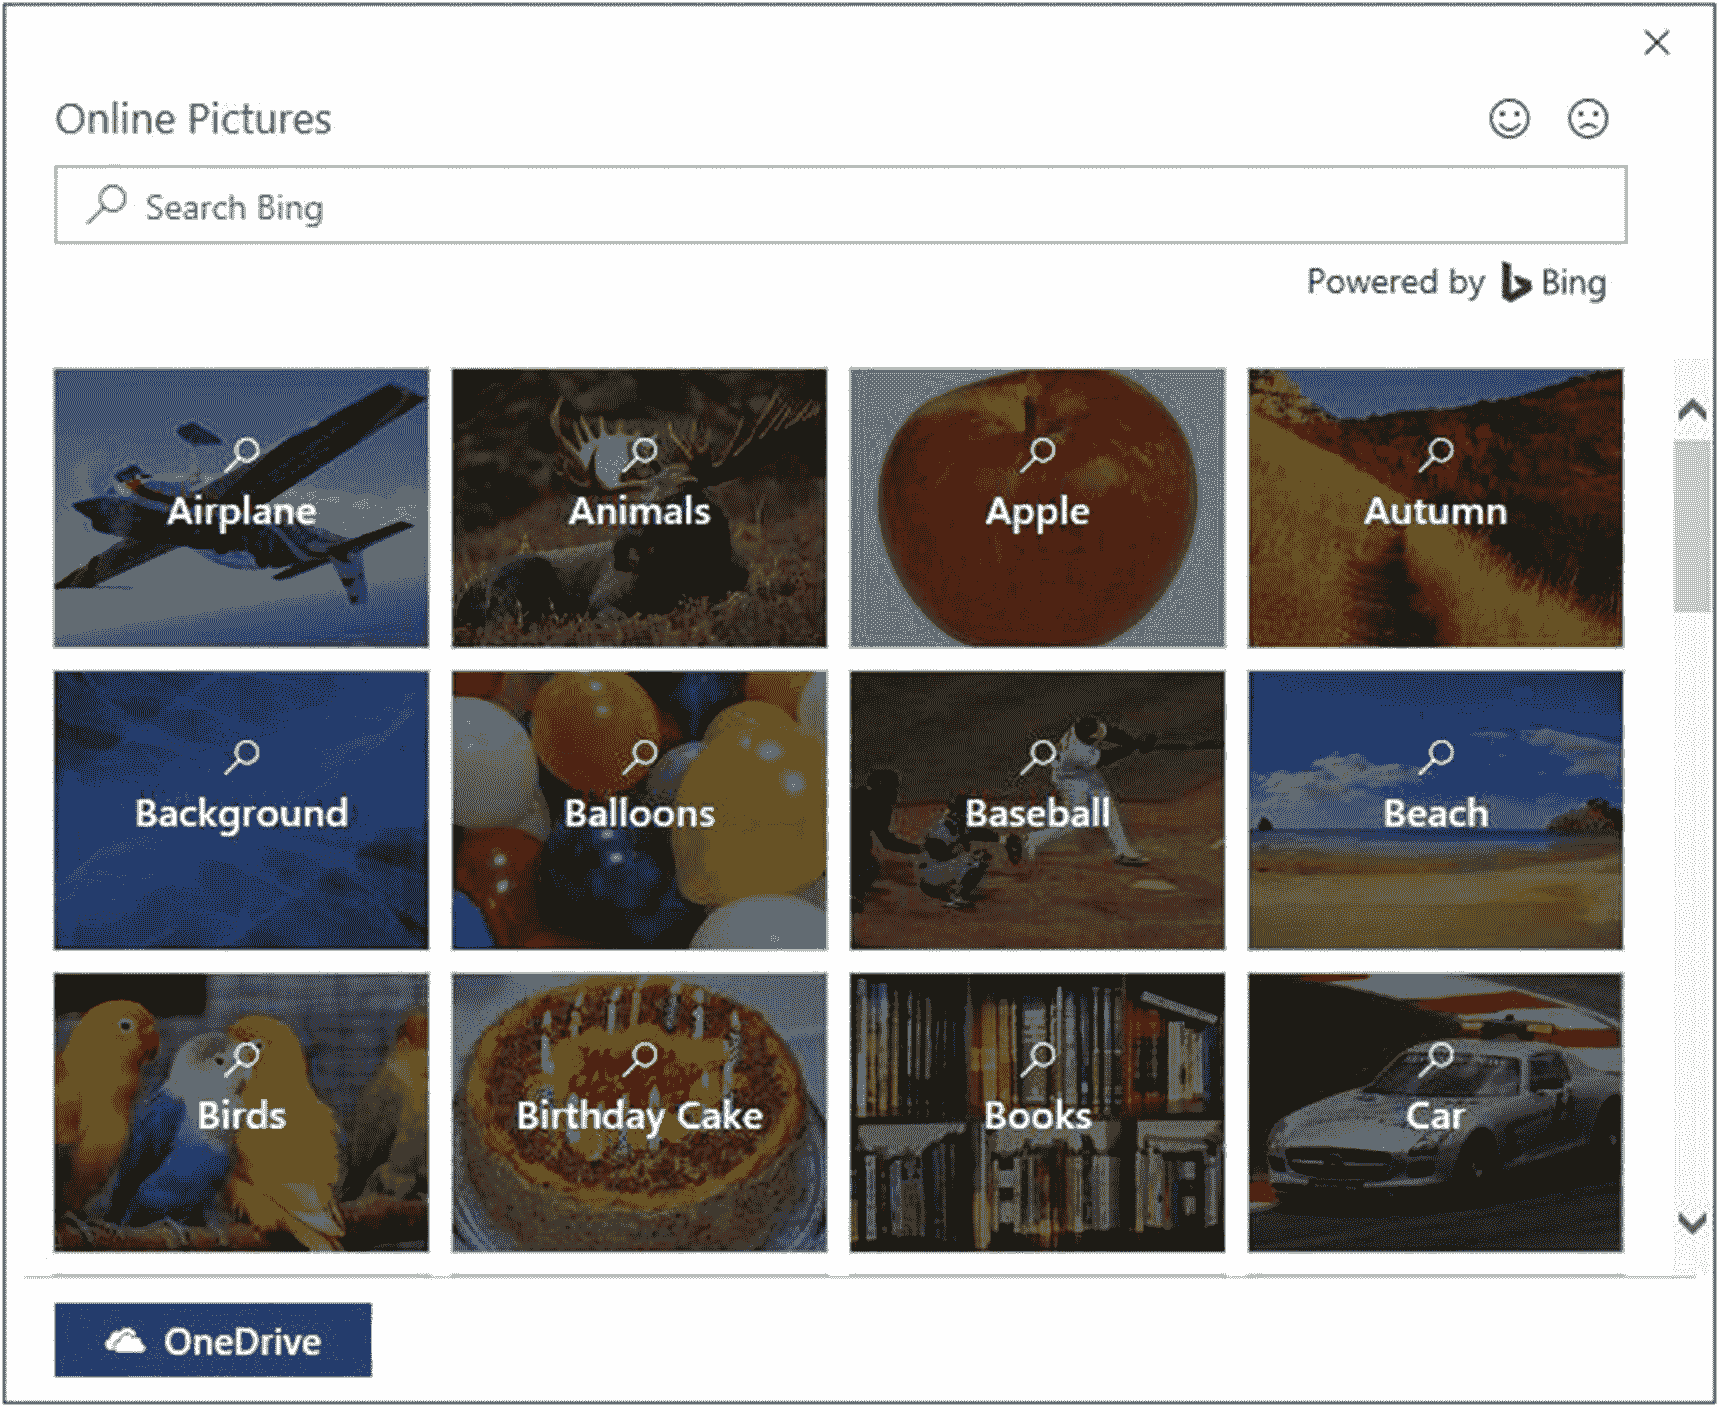 Online Pictures
Search Bing
Powered by Bing
Airplane
Animals
Apple
Autumn
Background
Balloons
Baseball
Beach
Birds
Birthday Cake
Books
Car
OneDrive